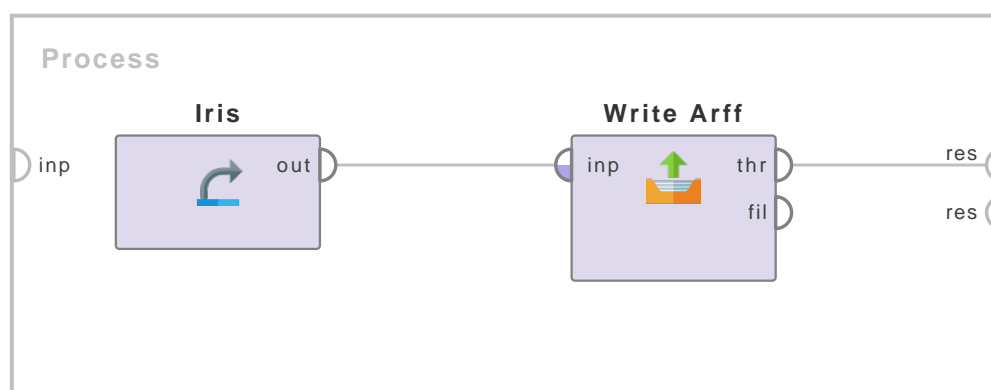 Process
Iris
Write Arff
inp
out
inp
thr
res
fil
res